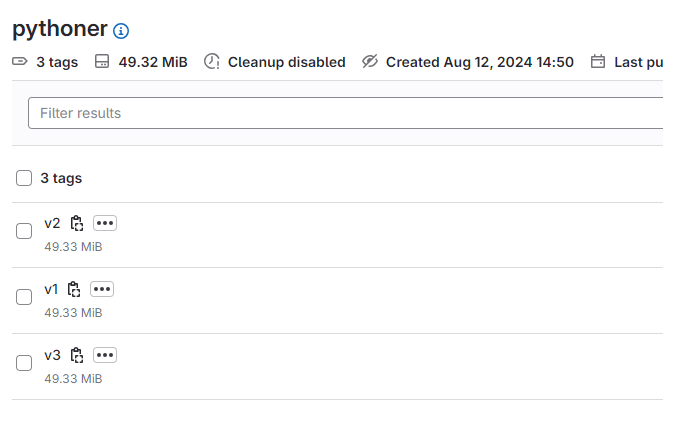 pythoner
3 tags 49.32 MiB Cleanup disabled Created Aug 12, 2024 14:50 Last pu
Filter results
3 tags
v2
49.33 MiB
v1
49.33 MiB
v3
49.33 MiB